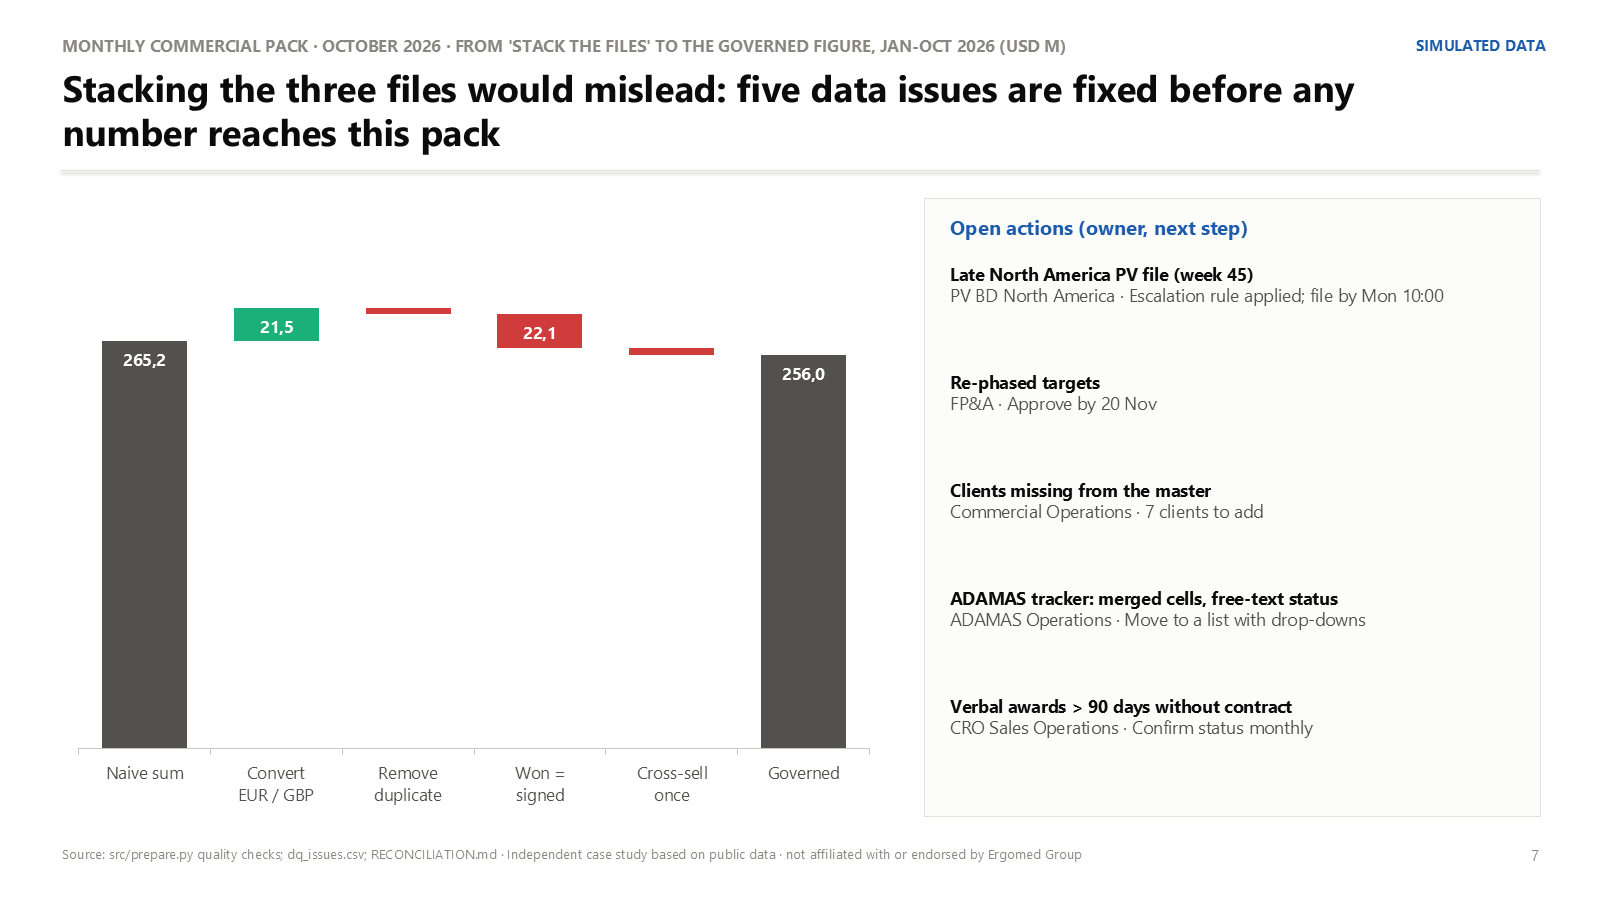 MONTHLY COMMERCIAL PACK · OCTOBER 2026 · FROM 'STACK THE FILES' TO THE GOVERNED FIGURE, JAN-OCT 2026 (USD M)
SIMULATED DATA
Stacking the three files would mislead: five data issues are fixed before any
number reaches this pack
265,2
21,5
22,1
256,0
Naive sum
Convert
EUR / GBP
Remove
duplicate
Won =
signed
Cross-sell
once
Governed
Open actions (owner, next step)
Late North America PV file (week 45)
PV BD North America · Escalation rule applied; file by Mon 10:00
Re-phased targets
FP&A · Approve by 20 Nov
Clients missing from the master
Commercial Operations · 7 clients to add
ADAMAS tracker: merged cells, free-text status
ADAMAS Operations · Move to a list with drop-downs
Verbal awards > 90 days without contract
CRO Sales Operations · Confirm status monthly
Source: src/prepare.py quality checks; dq_issues.csv; RECONCILIATION.md · Independent case study based on public data · not affiliated with or endorsed by Ergomed Group
7